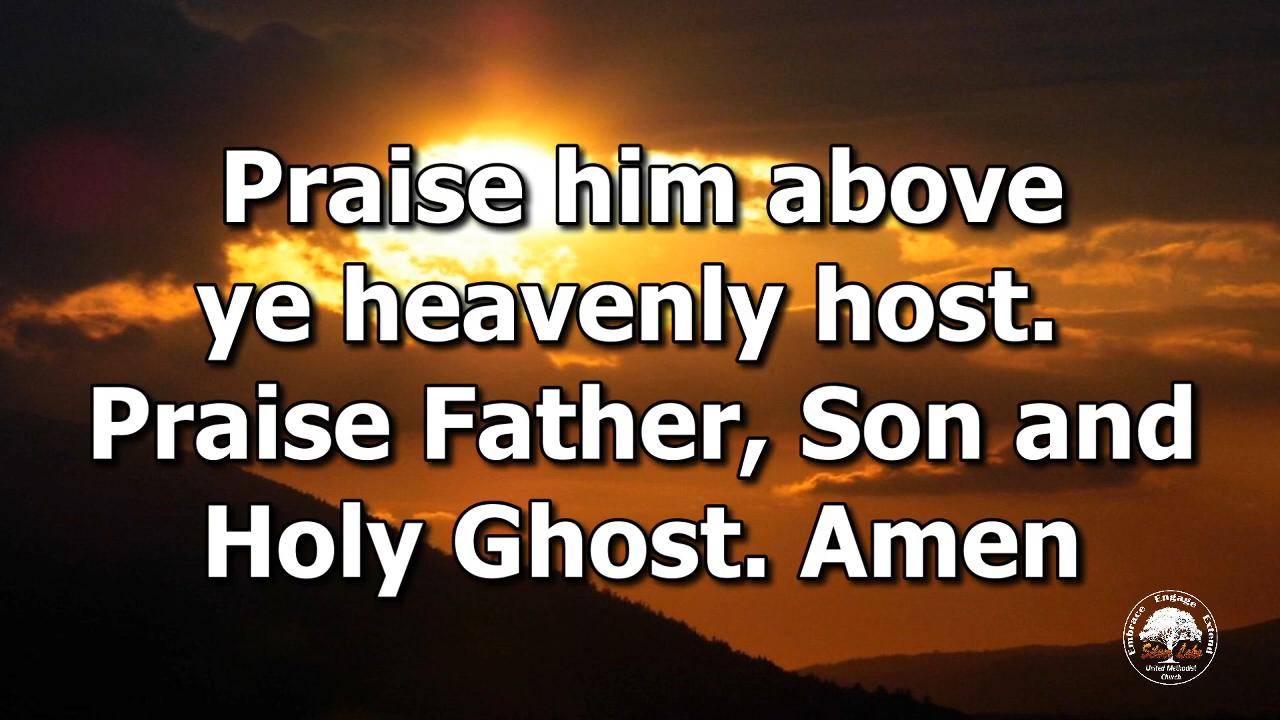 Praise him above
ye heavenly host.
Praise Father, Son and
Holy Ghost. Amen
Embrace Engage Extend
United Methodist
Church